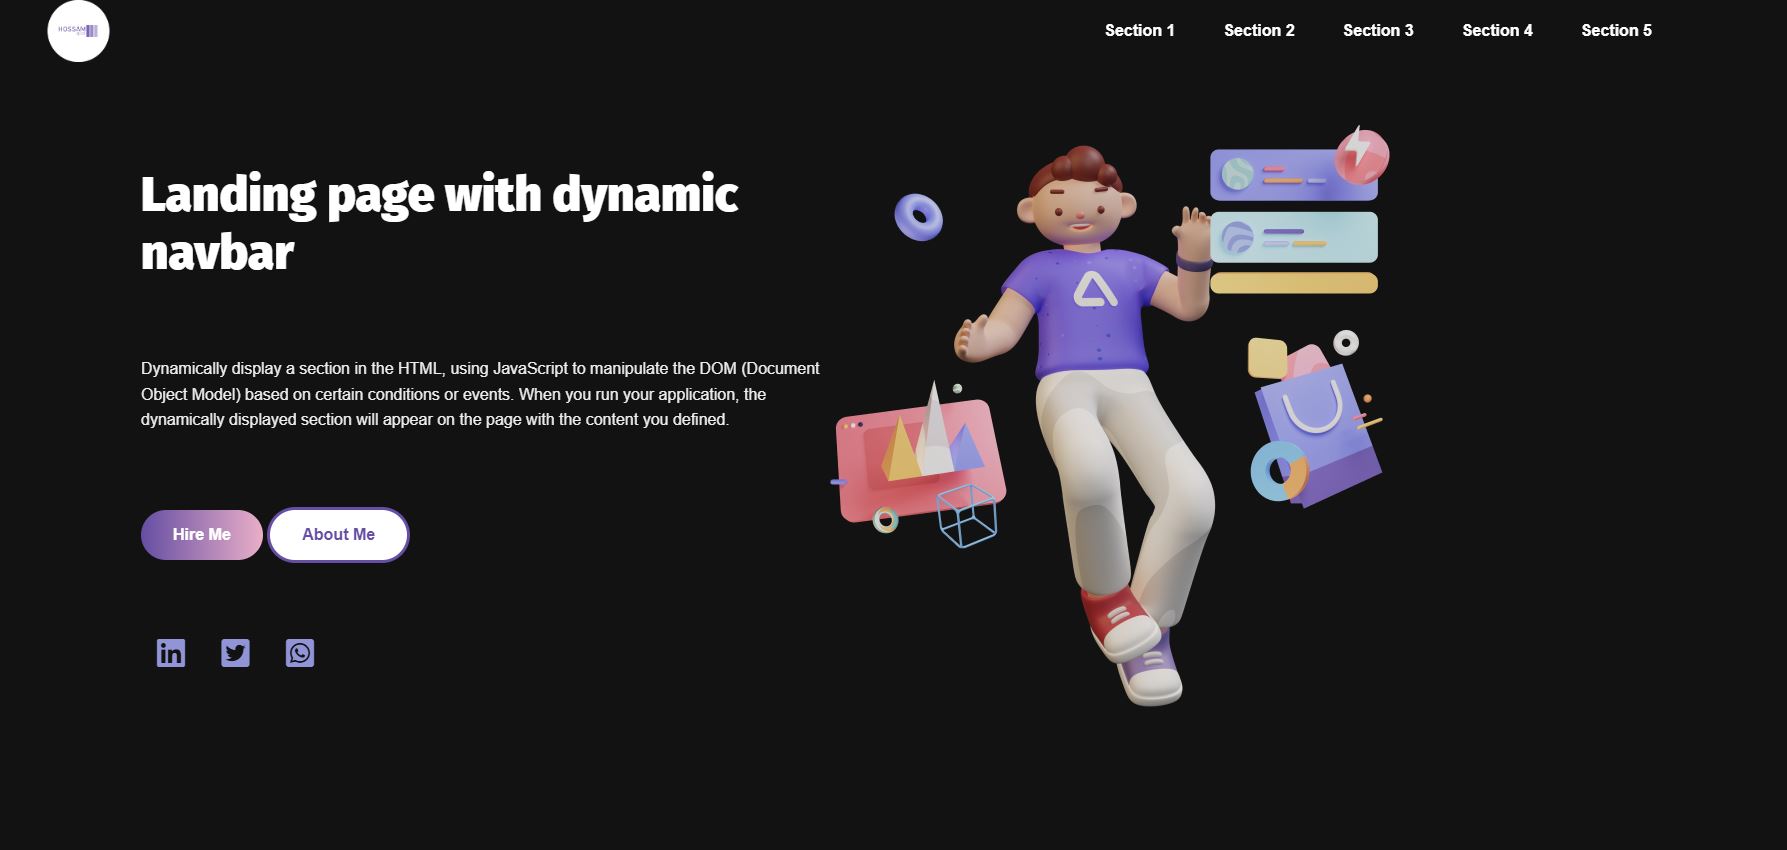 HOSSAM
Section 1 Section 2 Section 3 Section 4 Section 5
Landing page with dynamic
navbar
Dynamically display a section in the HTML, using JavaScript to manipulate the DOM (Document
Object Model) based on certain conditions or events. When you run your application, the
dynamically displayed section will appear on the page with the content you defined.
Hire Me About Me
in